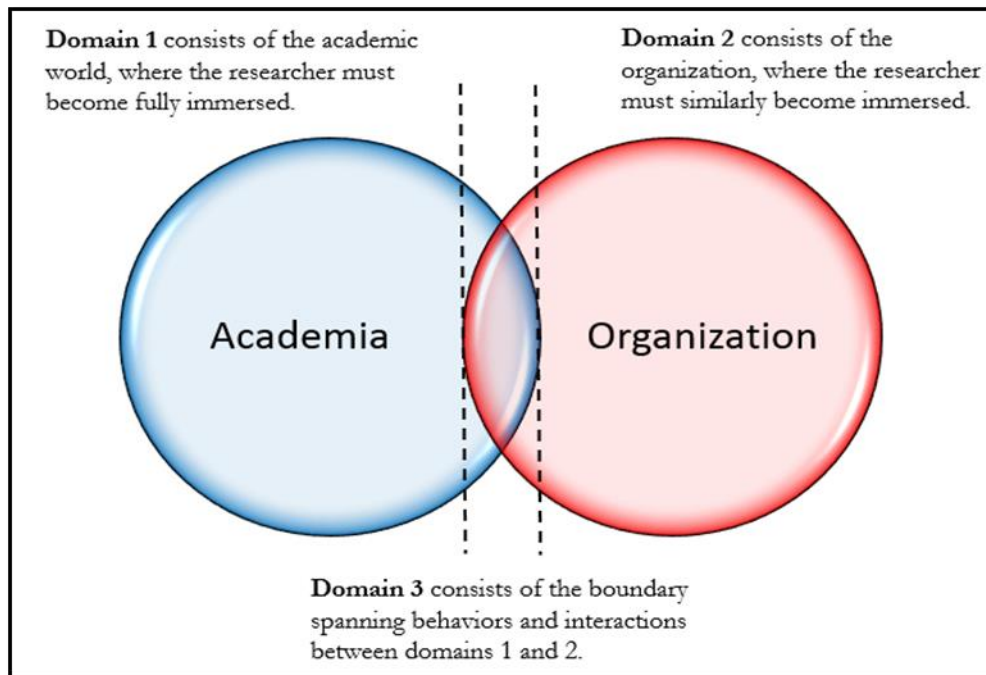 Domain 1 consists of the academic
world, where the researcher must
become fully immersed.
Domain 2 consists of the
organization, where the researcher
must similarly become immersed.
Academia
Organization
Domain 3 consists of the boundary
spanning behaviors and interactions
between domains 1 and 2.